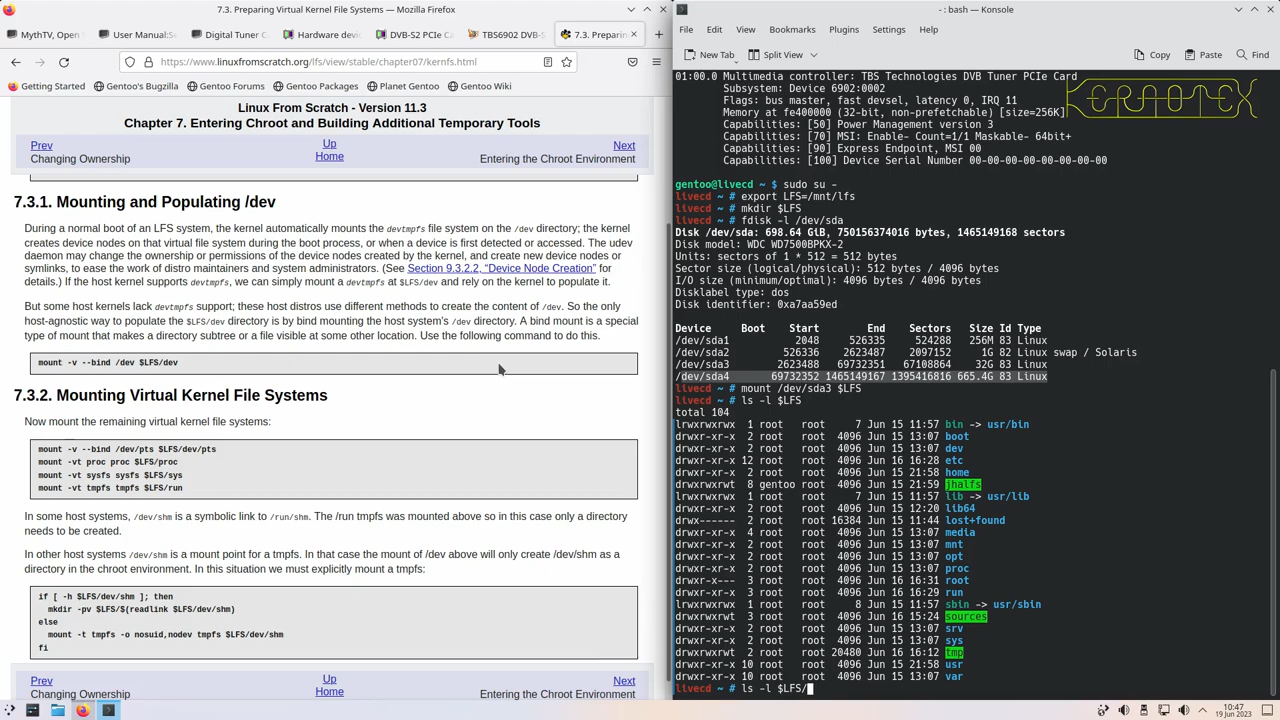 7.3. Preparing Virtual Kernel File Systems — Mozilla Firefox
MythTV, Open
User Manual:Se
Digital Tuner C
Hardware devi
DVB-S2 PCIe C
TBS6902 DVB-S
7.3. Preparin
https://www.linuxfromscratch.org/lfs/view/stable/chapter07/kernfs.html
Getting Started
Gentoo's Bugzilla
Gentoo Forums
Gentoo Packages
Planet Gentoo
Gentoo Wiki
Linux From Scratch - Version 11.3
Chapter 7. Entering Chroot and Building Additional Temporary Tools
Prev
Up
Next
Changing Ownership
Home
Entering the Chroot Environment
7.3.1. Mounting and Populating /dev
During a normal boot of an LFS system, the kernel automatically mounts the devtmpfs file system on the /dev directory; the kernel
creates device nodes on that virtual file system during the boot process, or when a device is first detected or accessed. The udev
daemon may change the ownership or permissions of the device nodes created by the kernel, and create new device nodes or
symlinks, to ease the work of distro maintainers and system administrators. (See Section 9.3.2.2, “Device Node Creation” for
details.) If the host kernel supports devtmpfs, we can simply mount a devtmpfs at $LFS/dev and rely on the kernel to populate it.
But some host kernels lack devtmpfs support; these host distros use different methods to create the content of /dev. So the only
host-agnostic way to populate the $LFS/dev directory is by bind mounting the host system's /dev directory. A bind mount is a special
type of mount that makes a directory subtree or a file visible at some other location. Use the following command to do this.
mount -v --bind /dev $LFS/dev
7.3.2. Mounting Virtual Kernel File Systems
Now mount the remaining virtual kernel file systems:
mount -v --bind /dev/pts $LFS/dev/pts
mount -vt proc proc $LFS/proc
mount -vt sysfs sysfs $LFS/sys
mount -vt tmpfs tmpfs $LFS/run
In some host systems, /dev/shm is a symbolic link to /run/shm. The /run tmpfs was mounted above so in this case only a directory
needs to be created.
In other host systems /dev/shm is a mount point for a tmpfs. In that case the mount of /dev above will only create /dev/shm as a
directory in the chroot environment. In this situation we must explicitly mount a tmpfs:
if [ -h $LFS/dev/shm ]; then
mkdir -pv $LFS/$(readlink $LFS/dev/shm)
else
mount -t tmpfs -o nosuid,nodev tmpfs $LFS/dev/shm
fi
Prev
Up
Next
Changing Ownership
Home
Entering the Chroot Environment
- : bash — Konsole
File Edit View Bookmarks Plugins Settings Help
New Tab Split View Copy Paste Find
01:00.0 Multimedia controller: TBS Technologies DVB Tuner PCIe Card
Subsystem: Device 6902:0002
Flags: bus master, fast devsel, latency 0, IRQ 11
Memory at fe400000 (32-bit, non-prefetchable) [size=256K]
Capabilities: [50] Power Management version 3
Capabilities: [70] MSI: Enable- Count=1/1 Maskable- 64bit+
Capabilities: [90] Express Endpoint, MSI 00
Capabilities: [100] Device Serial Number 00-00-00-00-00-00-00-00
gentoo@livecd ~ $ sudo su -
livecd ~ # export LFS=/mnt/lfs
livecd ~ # mkdir $LFS
livecd ~ # fdisk -l /dev/sda
Disk /dev/sda: 698.64 GiB, 750156374016 bytes, 1465149168 sectors
Disk model: WDC WD7500BPKX-2
Units: sectors of 1 * 512 = 512 bytes
Sector size (logical/physical): 512 bytes / 4096 bytes
I/O size (minimum/optimal): 4096 bytes / 4096 bytes
Disklabel type: dos
Disk identifier: 0xa7aa59ed
Device Boot Start End Sectors Size Id Type
/dev/sda1 2048 526335 524288 256M 83 Linux
/dev/sda2 526336 2623487 2097152 1G 82 Linux swap / Solaris
/dev/sda3 2623488 69732351 67108864 32G 83 Linux
/dev/sda4 69732352 1465149167 1395416816 665.4G 83 Linux
livecd ~ # mount /dev/sda3 $LFS
livecd ~ # ls -l $LFS
total 104
lrwxrwxrwx 1 root root 7 Jun 15 11:57 bin -> usr/bin
drwxr-xr-x 2 root root 4096 Jun 15 13:07 boot
drwxr-xr-x 2 root root 4096 Jun 15 13:07 dev
drwxr-xr-x 12 root root 4096 Jun 16 16:28 etc
drwxr-xr-x 2 root root 4096 Jun 15 21:58 home
drwxrwxrwt 8 gentoo root 4096 Jun 15 21:59 jhalfs
lrwxrwxrwx 1 root root 7 Jun 15 11:57 lib -> usr/lib
drwxr-xr-x 2 root root 4096 Jun 15 12:20 lib64
drwx------ 2 root root 16384 Jun 15 11:44 lost+found
drwxr-xr-x 4 root root 4096 Jun 15 13:07 media
drwxr-xr-x 2 root root 4096 Jun 15 13:07 mnt
drwxr-xr-x 2 root root 4096 Jun 15 13:07 opt
drwxr-xr-x 2 root root 4096 Jun 15 13:07 proc
drwxr-x--- 3 root root 4096 Jun 16 16:31 root
drwxr-xr-x 3 root root 4096 Jun 16 16:29 run
lrwxrwxrwx 1 root root 8 Jun 15 11:57 sbin -> usr/sbin
drwxrwxrwt 3 root root 4096 Jun 16 15:24 sources
drwxr-xr-x 2 root root 4096 Jun 15 13:07 srv
drwxr-xr-x 2 root root 4096 Jun 15 13:07 sys
drwxrwxrwt 2 root root 20480 Jun 16 16:12 tmp
drwxr-xr-x 10 root root 4096 Jun 15 21:58 usr
drwxr-xr-x 10 root root 4096 Jun 15 13:07 var
livecd ~ # ls -l $LFS/
10:47
19 Jun 2023